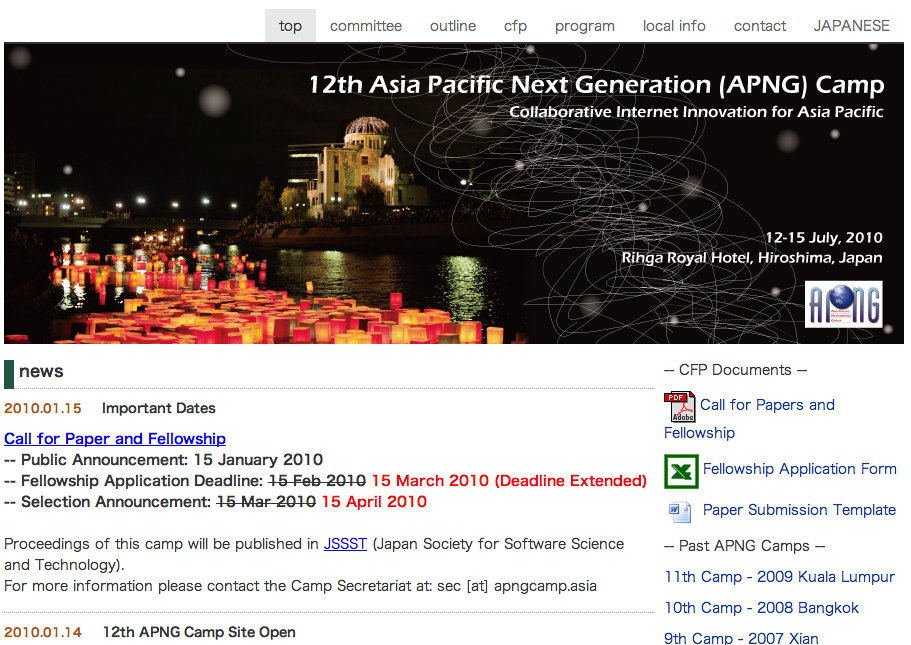 top committee outline cfp program local info contact JAPANESE
12th Asia Pacific Next Generation (APNG) Camp
Collaborative Internet Innovation for Asia Pacific
12-15 July, 2010
Rihga Royal Hotel, Hiroshima, Japan
APNG
news
2010.01.15 Important Dates
Call for Paper and Fellowship
-- Public Announcement: 15 January 2010
-- Fellowship Application Deadline: 15 Feb 2010 15 March 2010 (Deadline Extended)
-- Selection Announcement: 15 Mar 2010 15 April 2010
Proceedings of this camp will be published in JSSST (Japan Society for Software Science
and Technology).
For more information please contact the Camp Secretariat at: sec [at] apngcamp.asia
2010.01.14 12th APNG Camp Site Open
-- CFP Documents --
PDF
Adobe
Call for Papers and
Fellowship
Fellowship Application Form
Paper Submission Template
-- Past APNG Camps --
11th Camp - 2009 Kuala Lumpur
10th Camp - 2008 Bangkok
9th Camp - 2007 Xian